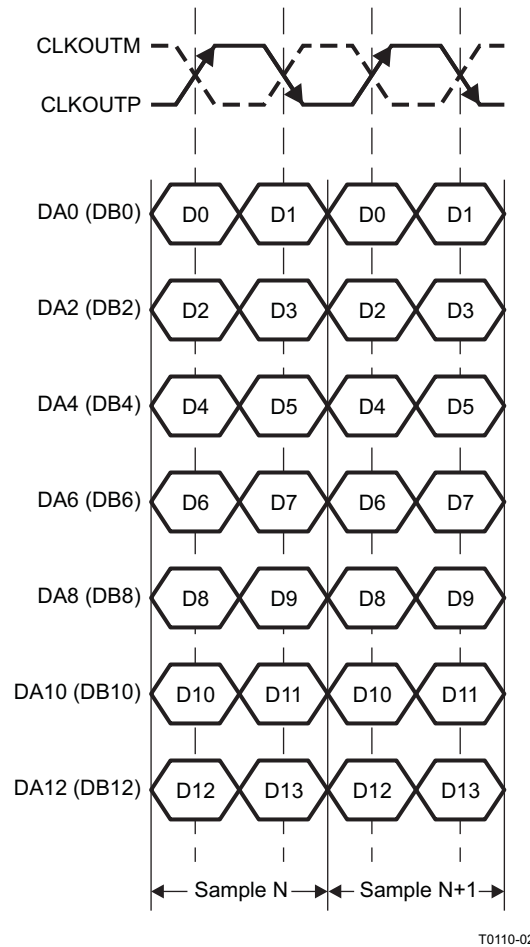 CLKOUTM
CLKOUTP
DA0 (DB0) D0 D1 D0 D1
DA2 (DB2) D2 D3 D2 D3
DA4 (DB4) D4 D5 D4 D5
DA6 (DB6) D6 D7 D6 D7
DA8 (DB8) D8 D9 D8 D9
DA10 (DB10) D10 D11 D10 D11
DA12 (DB12) D12 D13 D12 D13
Sample N Sample N+1
T0110-02